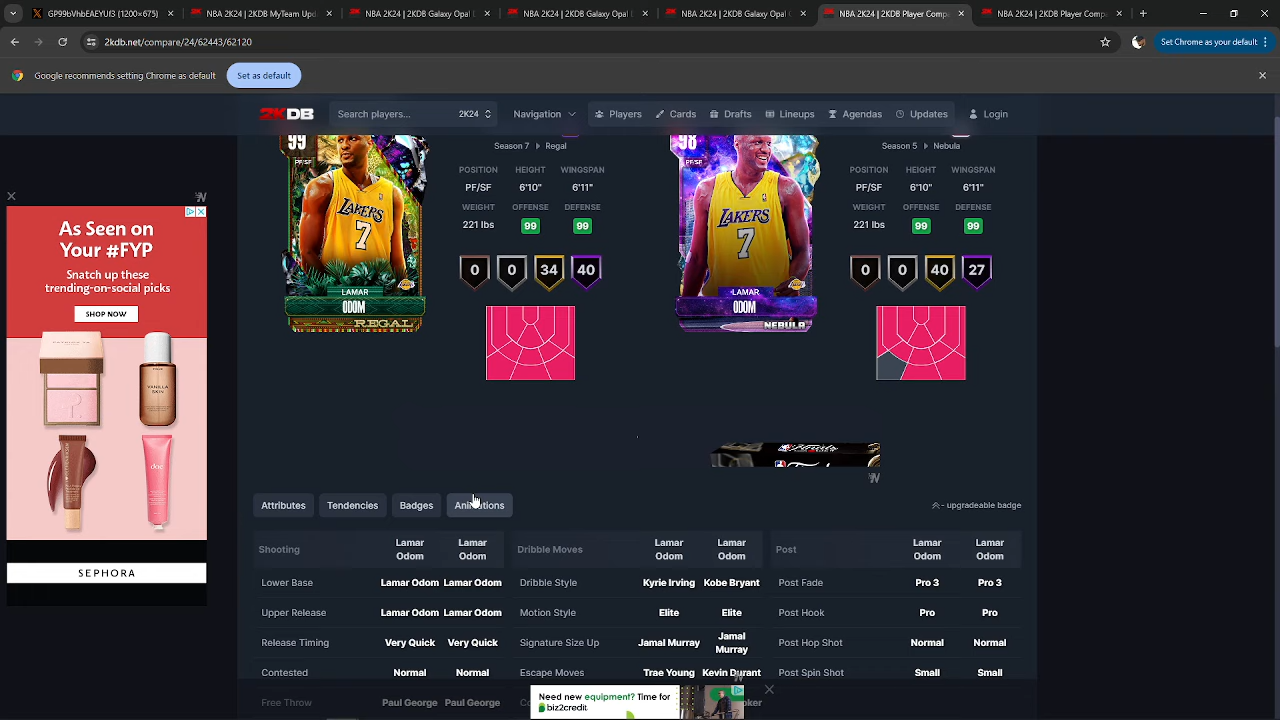 GP99bVhbEAEYUf3 (1200×675)
NBA 2K24 | 2KDB MyTeam Upd
NBA 2K24 | 2KDB Galaxy Opal
NBA 2K24 | 2KDB Galaxy Opal
NBA 2K24 | 2KDB Galaxy Opal
NBA 2K24 | 2KDB Player Comp
NBA 2K24 | 2KDB Player Comp
2kdb.net/compare/24/62443/62120
Set Chrome as your default
Google recommends setting Chrome as default
Set as default
2KDB
Search players...
2K24
Navigation
Players
Cards
Drafts
Lineups
Agendas
Updates
Login
99
PF/SF
LAKERS
7
LAMAR
ODOM
REGAL
Season 7
Regal
POSITION HEIGHT WINGSPAN
PF/SF 6'10" 6'11"
WEIGHT OFFENSE DEFENSE
221 lbs 99 99
0 0 34 40
98
PF/SF
LAKERS
7
LAMAR
ODOM
NEBULA
Season 5
Nebula
POSITION HEIGHT WINGSPAN
PF/SF 6'10" 6'11"
WEIGHT OFFENSE DEFENSE
221 lbs 99 99
0 0 40 27
As Seen on
Your #FYP
Snatch up these
trending-on-social picks
SHOP NOW
VANILLA
SKIN
SEPHORA
Attributes
Tendencies
Badges
Animations
- upgradeable badge
Shooting Lamar Odom Lamar Odom
Lower Base Lamar Odom Lamar Odom
Upper Release Lamar Odom Lamar Odom
Release Timing Very Quick Very Quick
Contested Normal Normal
Free Throw Paul George Paul George
Dribble Moves Lamar Odom Lamar Odom
Dribble Style Kyrie Irving Kobe Bryant
Motion Style Elite Elite
Signature Size Up Jamal Murray Jamal Murray
Escape Moves Trae Young Kevin Durant
Post Lamar Odom Lamar Odom
Post Fade Pro 3 Pro 3
Post Hook Pro Pro
Post Hop Shot Normal Normal
Post Spin Shot Small Small
Need new equipment? Time for
biz2credit.